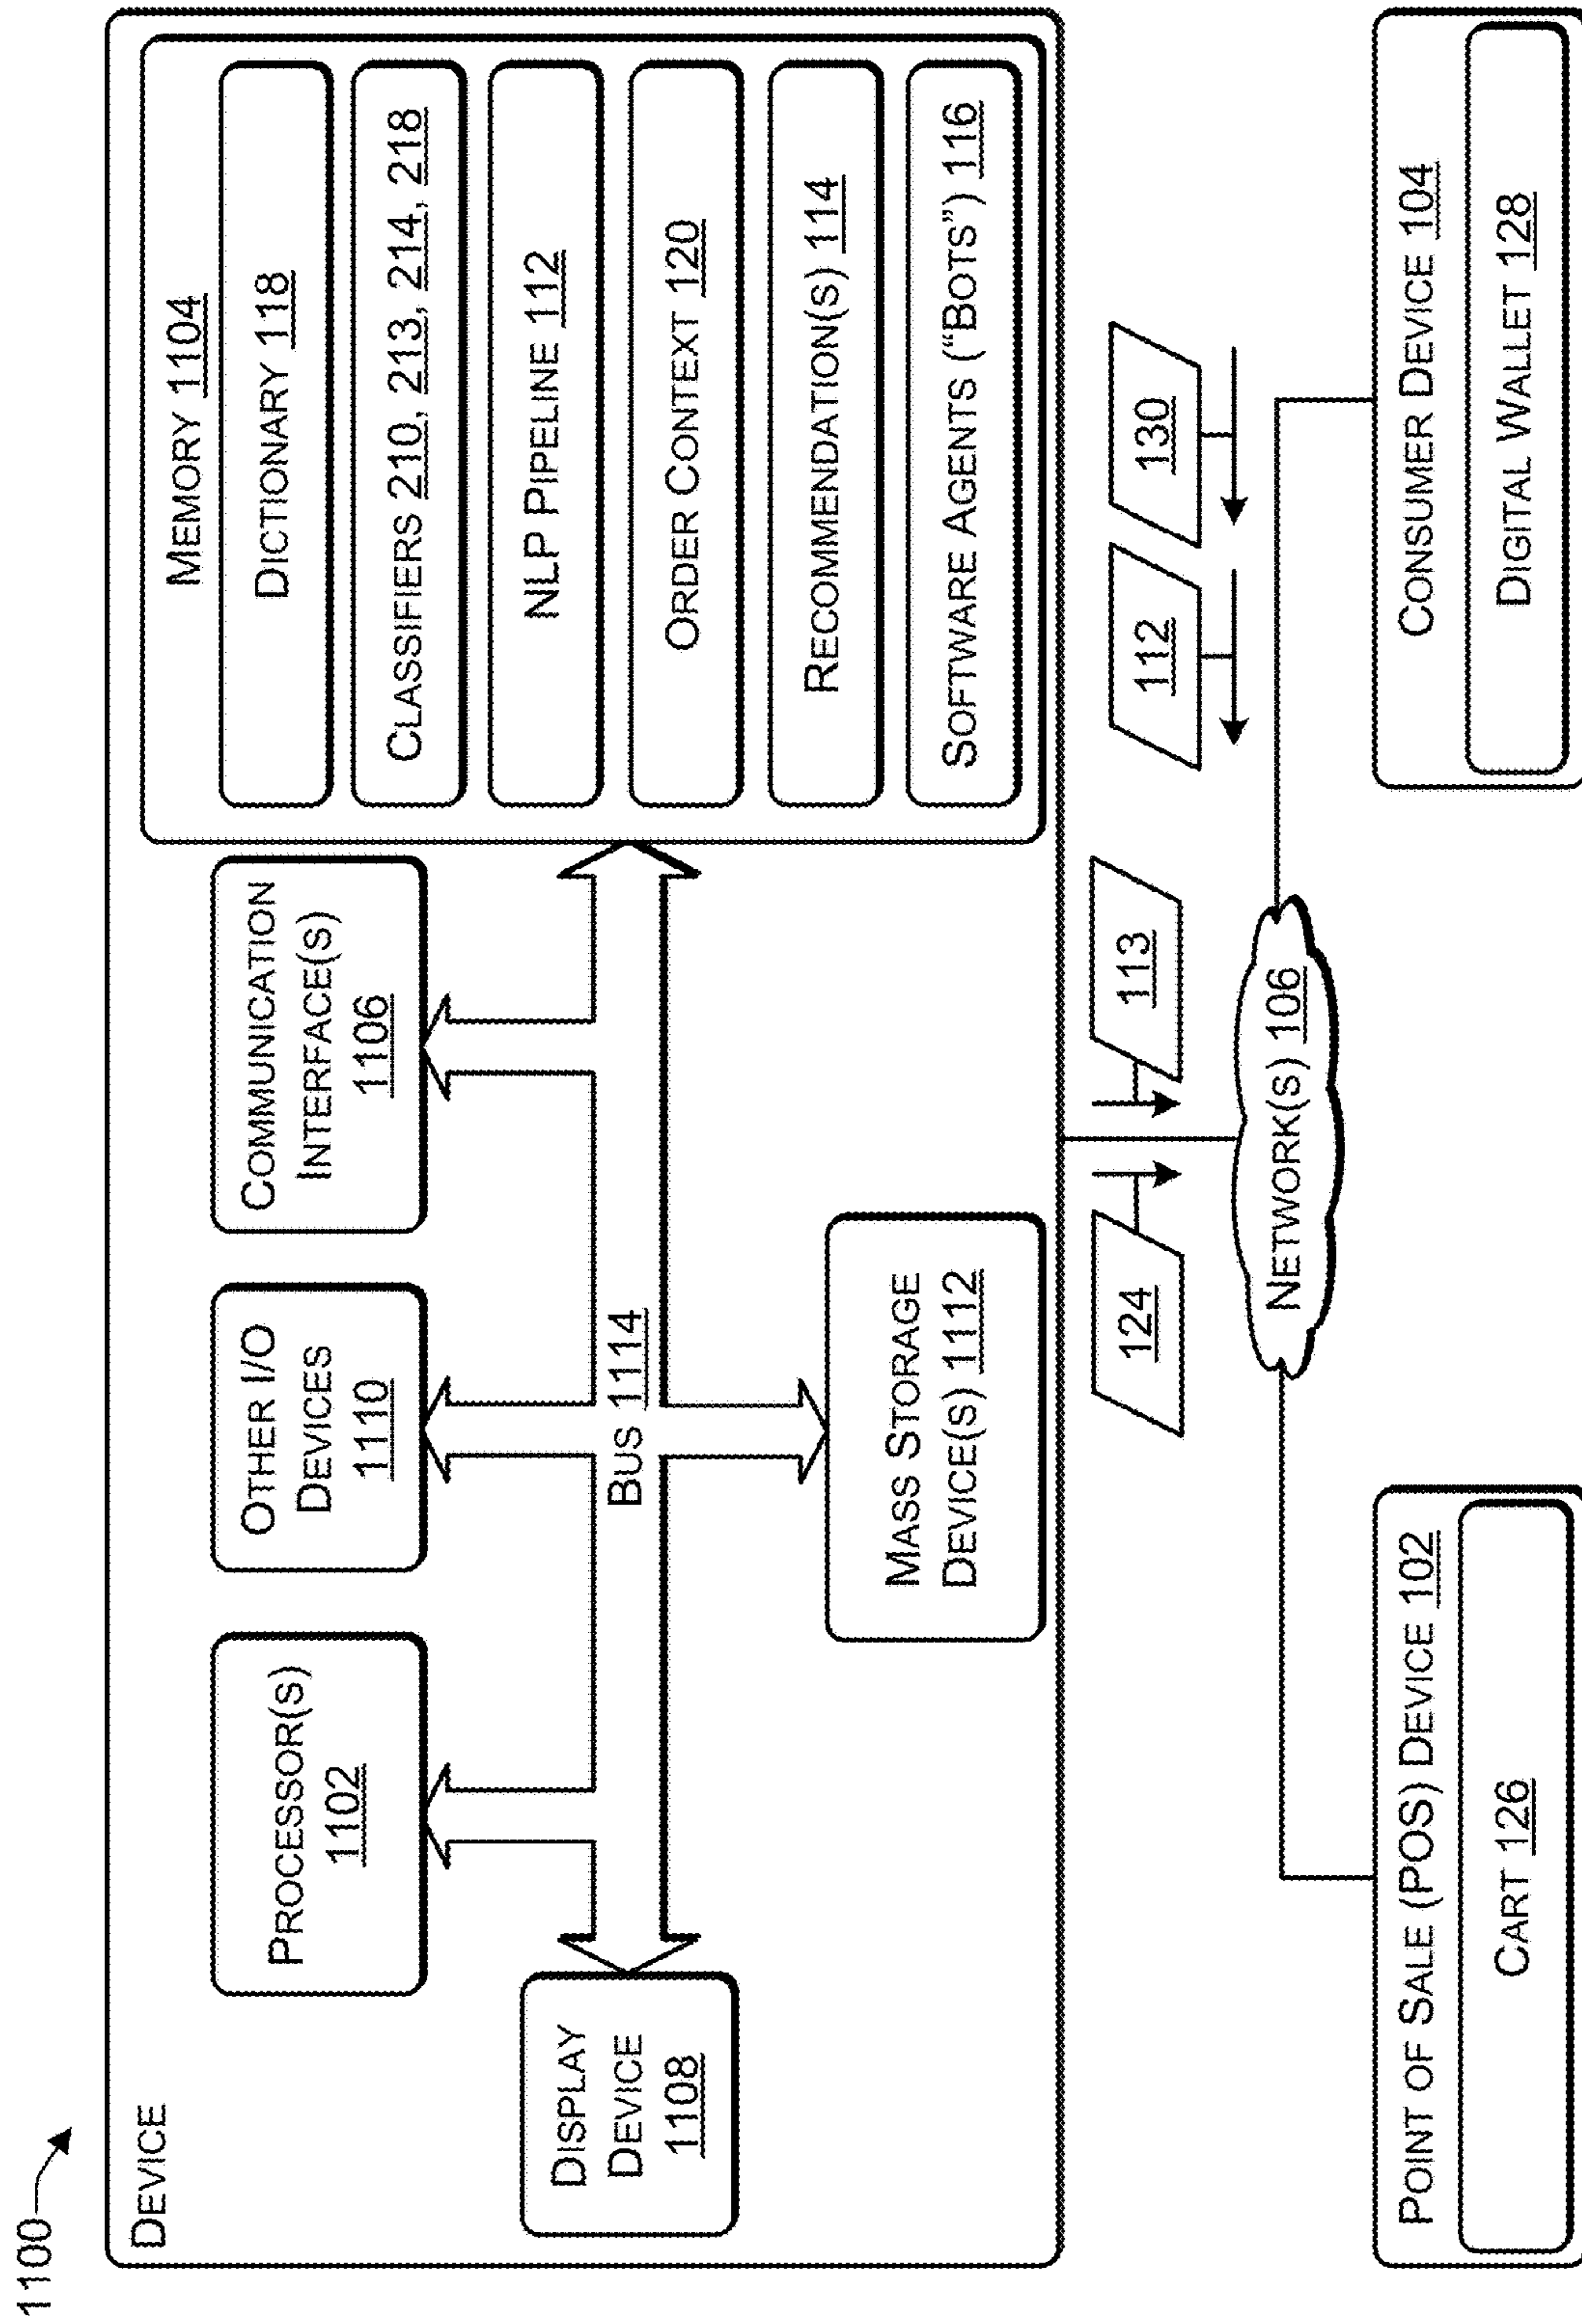 1100
DEVICE
PROCESSOR(S)
1102
OTHER I/O
DEVICES
1110
COMMUNICATION
INTERFACE(S)
1106
DISPLAY
DEVICE
1108
BUS 1114
MASS STORAGE
DEVICE(S) 1112
MEMORY 1104
DICTIONARY 118
CLASSIFIERS 210, 213, 214, 218
NLP PIPELINE 112
ORDER CONTEXT 120
RECOMMENDATION(S) 114
SOFTWARE AGENTS (“BOTS”) 116
124
113
112
130
NETWORK(S) 106
POINT OF SALE (POS) DEVICE 102
CART 126
CONSUMER DEVICE 104
DIGITAL WALLET 128